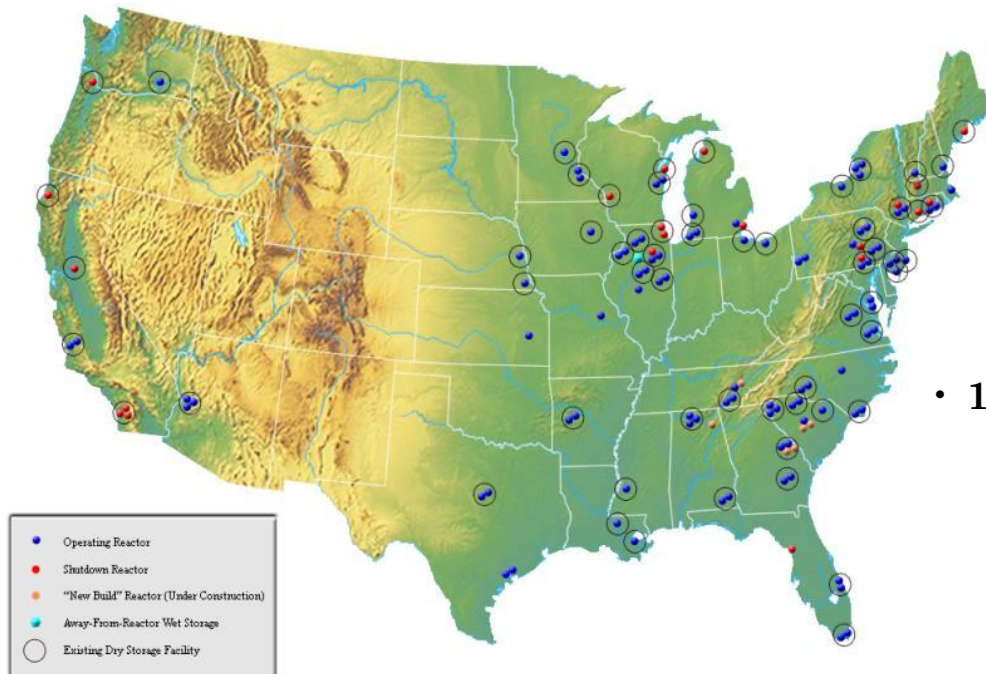 • 1
Operating Reactor
Shutdown Reactor
"New Build" Reactor (Under Construction)
Away-From-Reactor Wet Storage
Existing Dry Storage Facility